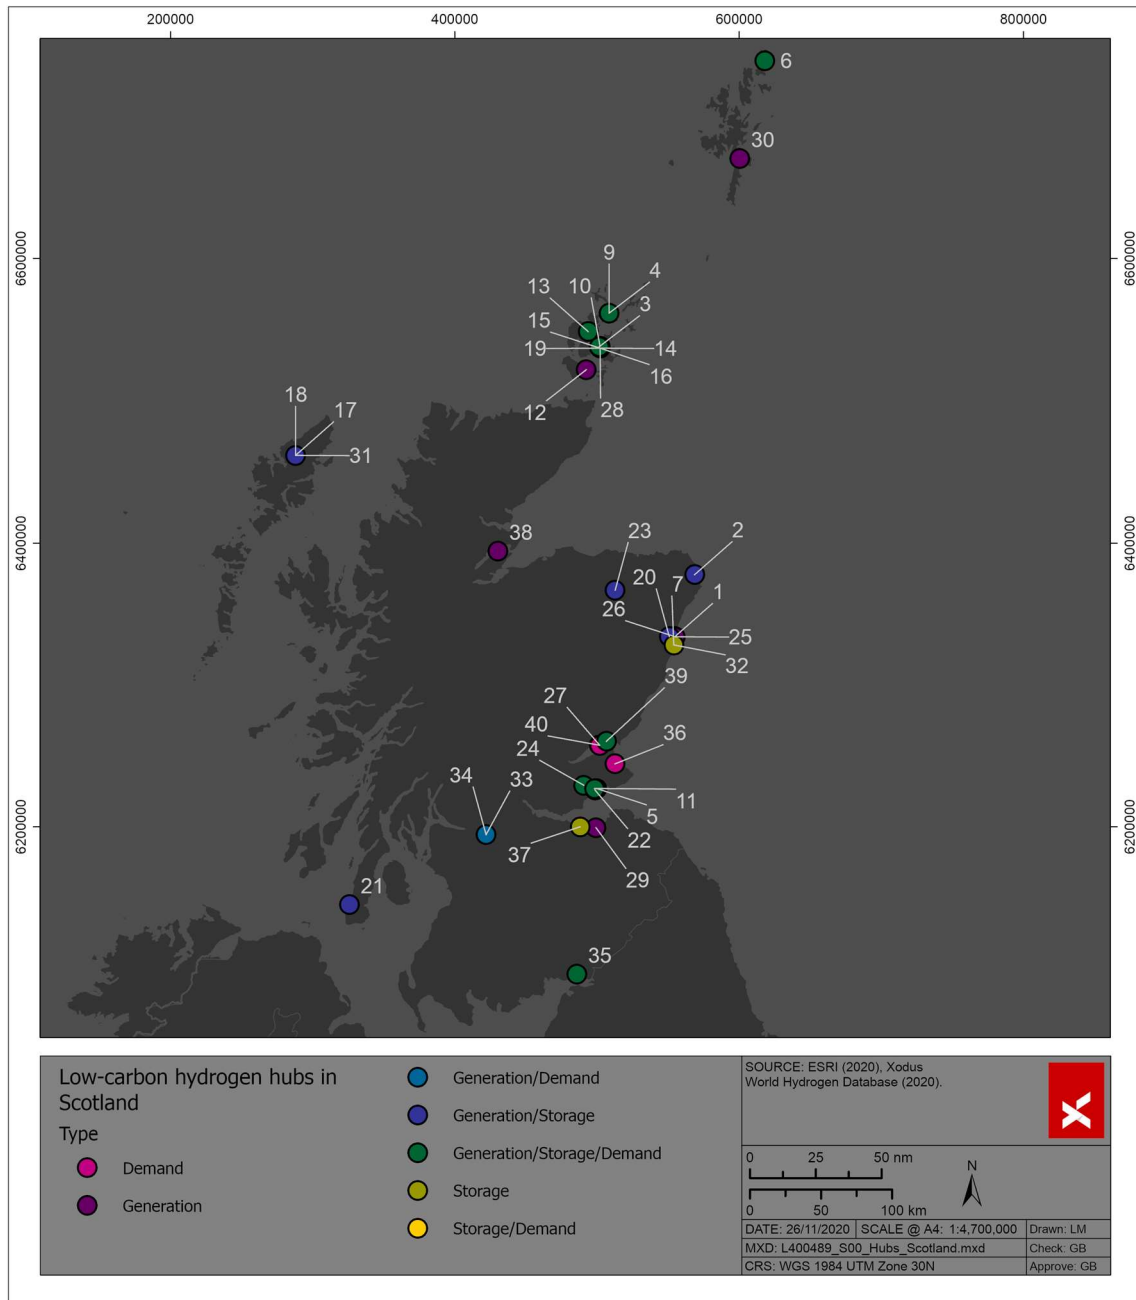 200000
400000
600000
800000
6
30
6600000
6600000
9
4
13
10
3
15
19
14
16
12
28
18
17
31
38
6400000
6400000
23
2
20
7
1
26
25
32
39
27
40
36
24
34
33
11
5
22
6200000
6200000
37
29
21
35
Low-carbon hydrogen hubs in
Scotland
Type
Demand
Generation
Generation/Demand
Generation/Storage
Generation/Storage/Demand
Storage
Storage/Demand
SOURCE: ESRI (2020), Xodus
World Hydrogen Database (2020).
0 25 50 nm
N
0 50 100 km
DATE: 26/11/2020 SCALE @ A4: 1:4,700,000 Drawn: LM
MXD: L400489_S00_Hubs_Scotland.mxd Check: GB
CRS: WGS 1984 UTM Zone 30N Approve: GB